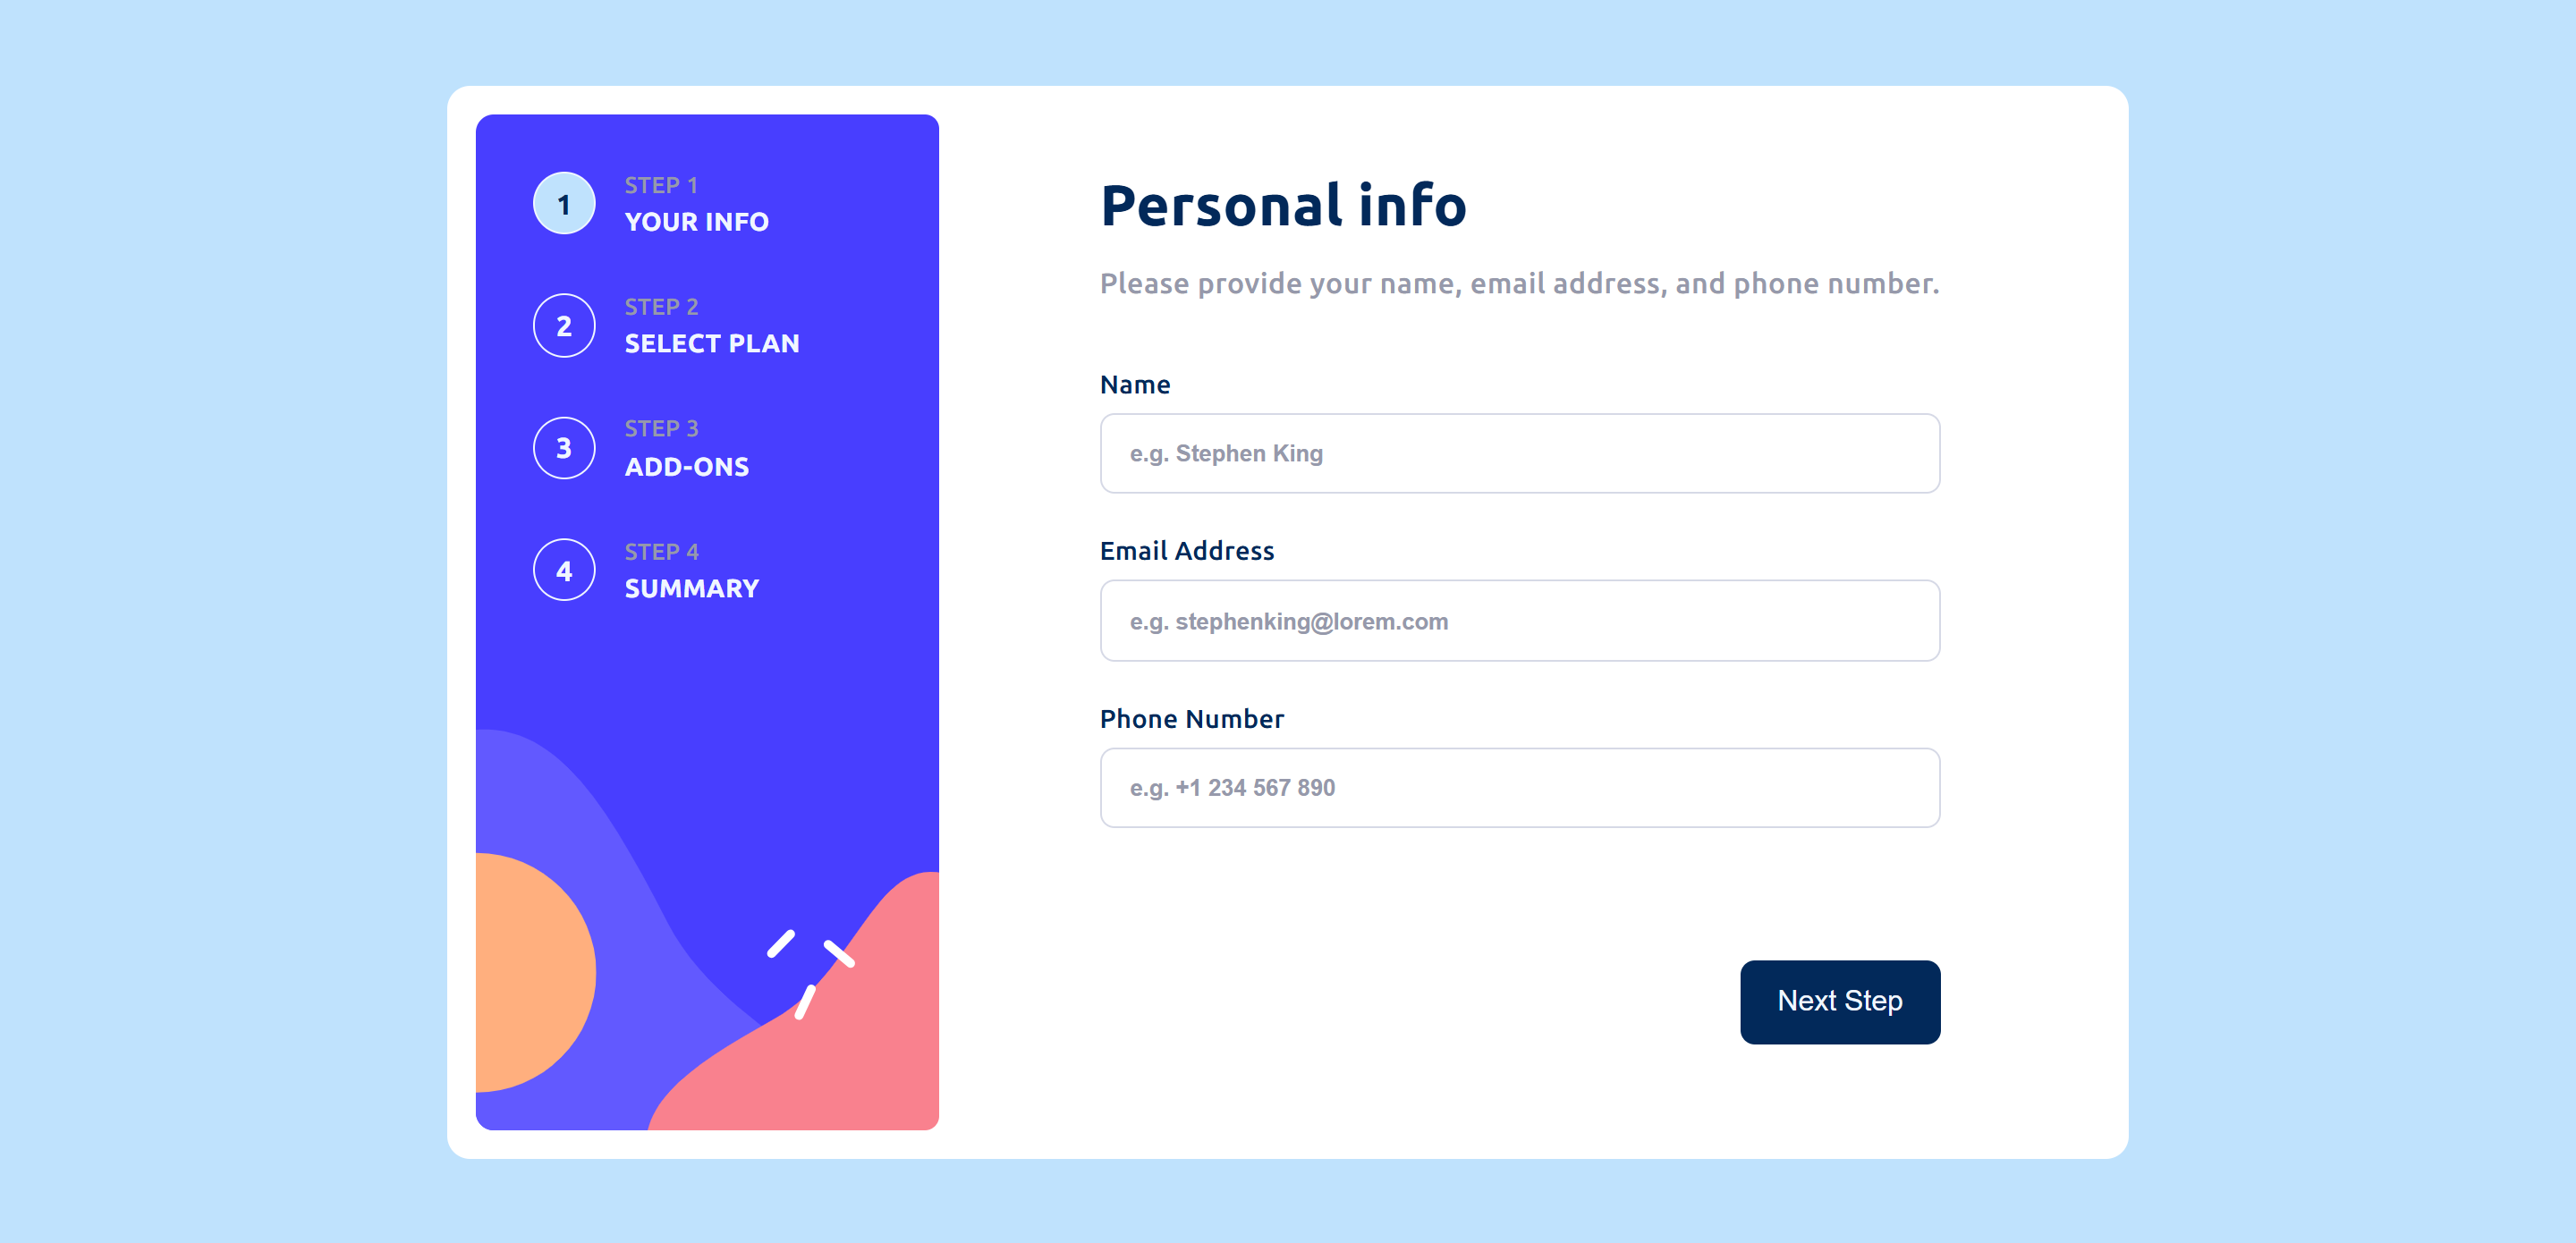 1
STEP 1
YOUR INFO
2
STEP 2
SELECT PLAN
3
STEP 3
ADD-ONS
4
STEP 4
SUMMARY
Personal info
Please provide your name, email address, and phone number.
Name
e.g. Stephen King
Email Address
e.g. stephenking@lorem.com
Phone Number
e.g. +1 234 567 890
Next Step